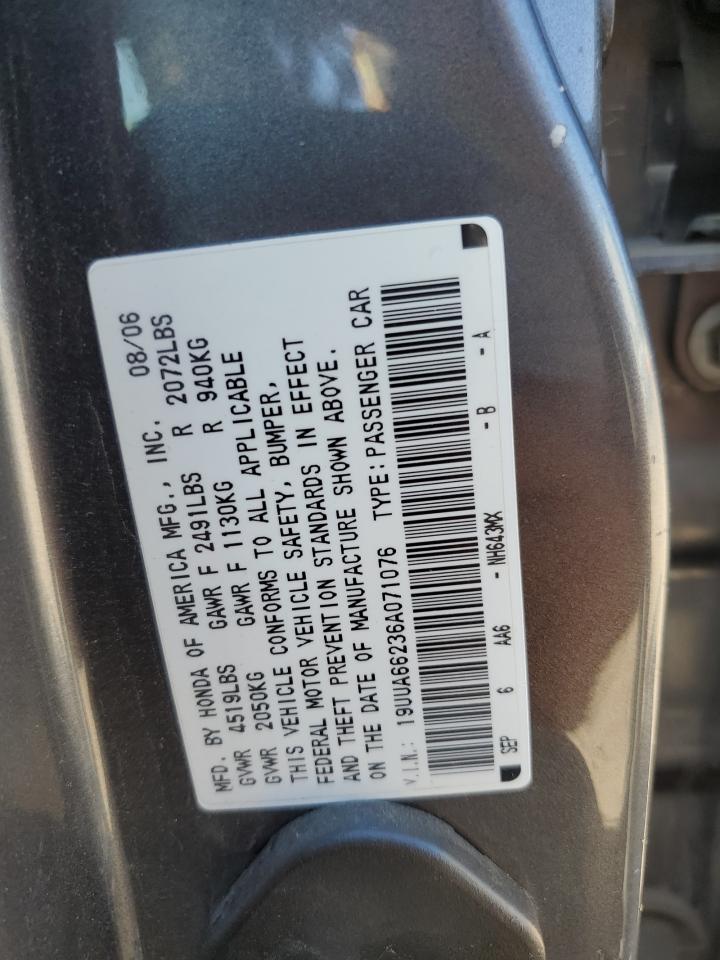 MFD. BY HONDA OF AMERICA MFG., INC. 08/06
GVWR 4519LBS GAWR F 2491LBS R 2072LBS
GVWR 2050KG GAWR F 1130KG R 940KG
THIS VEHICLE CONFORMS TO ALL APPLICABLE
FEDERAL MOTOR VEHICLE SAFETY, BUMPER,
AND THEFT PREVENTION STANDARDS IN EFFECT
ON THE DATE OF MANUFACTURE SHOWN ABOVE.
V.I.N.: 19UUA66236A071076 TYPE: PASSENGER CAR
SEP 6 AA6 - NH643MX - B - A